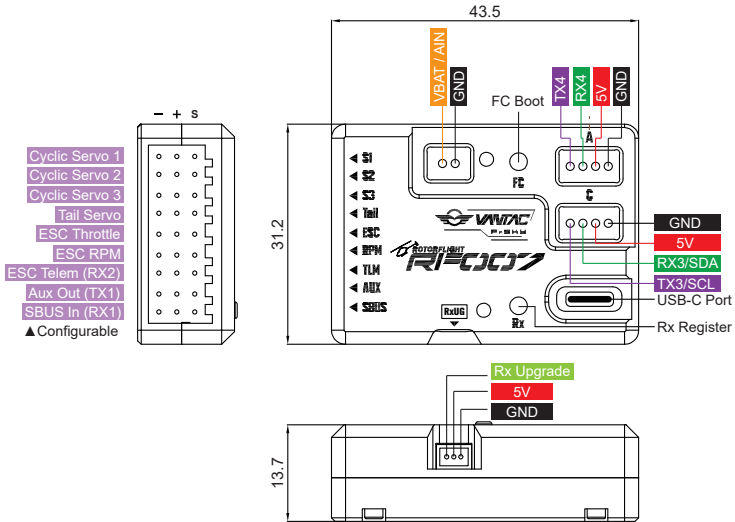 43.5
VBAT / AIN
GND
FC Boot
TX4
RX4
5V
GND
− + s
Cyclic Servo 1
Cyclic Servo 2
Cyclic Servo 3
Tail Servo
ESC Throttle
ESC RPM
ESC Telem (RX2)
Aux Out (TX1)
SBUS In (RX1)
▲Configurable
31.2
◀ S1
◀ S2
◀ S3
◀ Tail
◀ ESC
◀ RPM
◀ TLM
◀ AUX
◀ SBUS
FC
A
C
VANTAC
FrSky
ROTORFLIGHT
RF007
RxUG
Rx
GND
5V
RX3/SDA
TX3/SCL
USB-C Port
Rx Register
Rx Upgrade
5V
GND
13.7